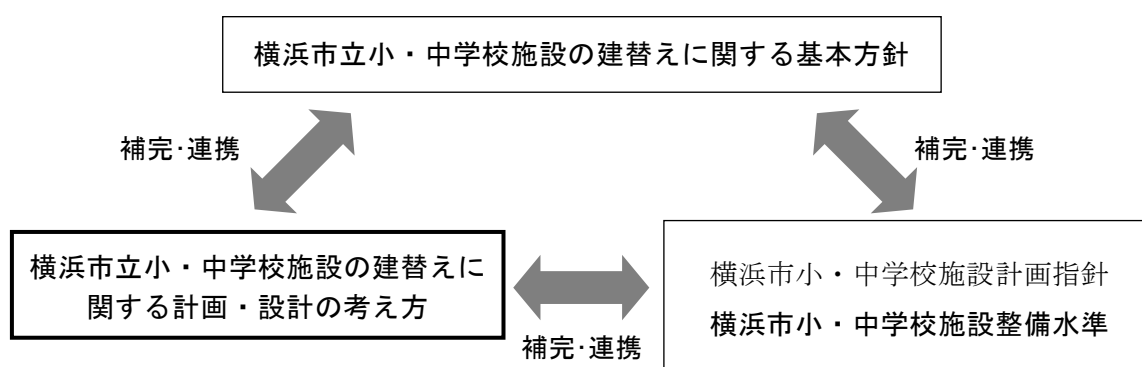 横浜市立小・中学校施設の建替えに関する基本方針
補完･連携
補完･連携
横浜市立小・中学校施設の建替えに
関する計画・設計の考え方
横浜市小・中学校施設計画指針
横浜市小・中学校施設整備水準
補完･連携